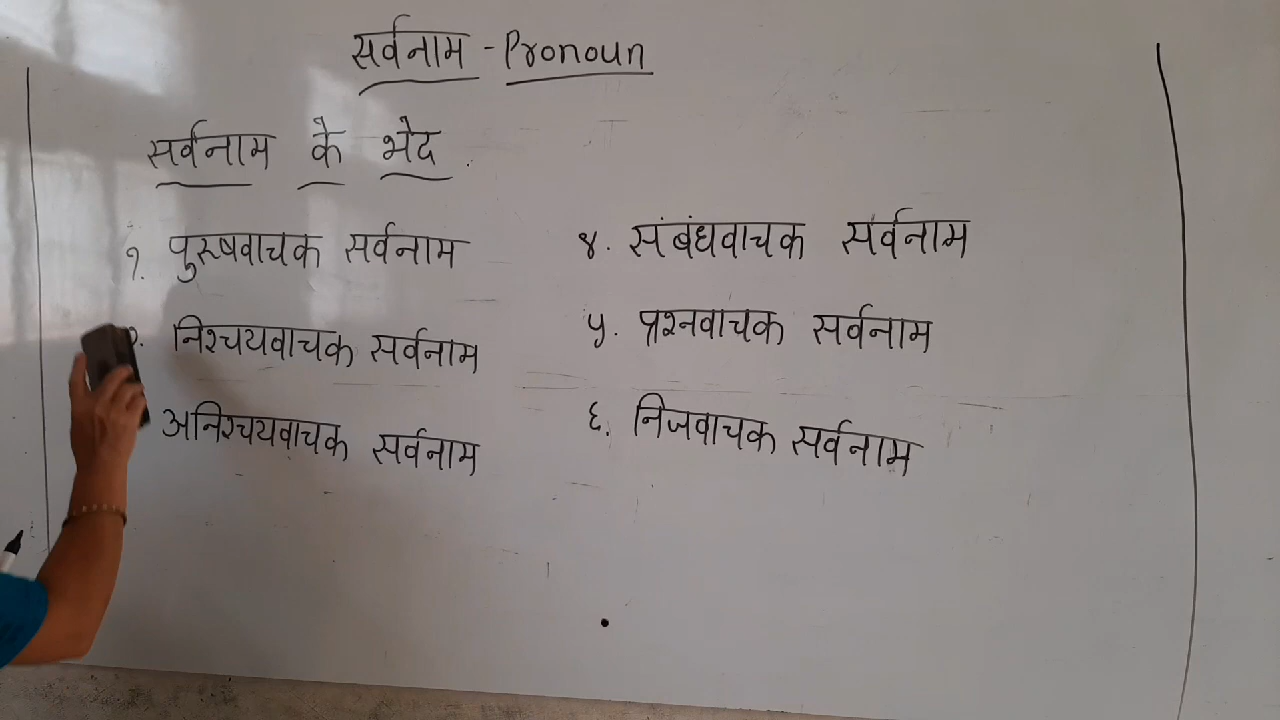 सर्वनाम - Pronoun
सर्वनाम के भेद .
१. पुरूषवाचक सर्वनाम
२. निश्चयवाचक सर्वनाम
अनिश्चयवाचक सर्वनाम
४. संबंधवाचक सर्वनाम
५. प्रश्नवाचक सर्वनाम
६. निजवाचक सर्वनाम